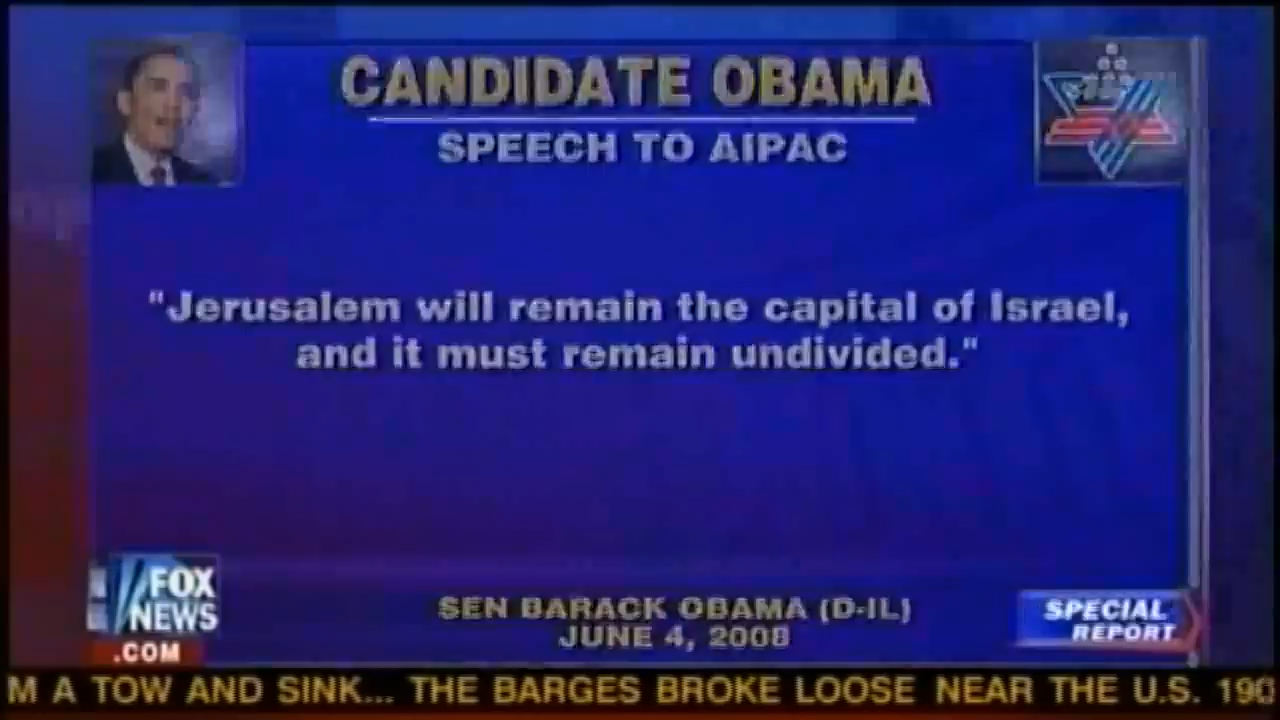 CANDIDATE OBAMA
SPEECH TO AIPAC
"Jerusalem will remain the capital of Israel,
and it must remain undivided."
FOX
NEWS
.COM
SEN BARACK OBAMA (D-IL)
JUNE 4, 2008
SPECIAL
REPORT
M A TOW AND SINK... THE BARGES BROKE LOOSE NEAR THE U.S. 190